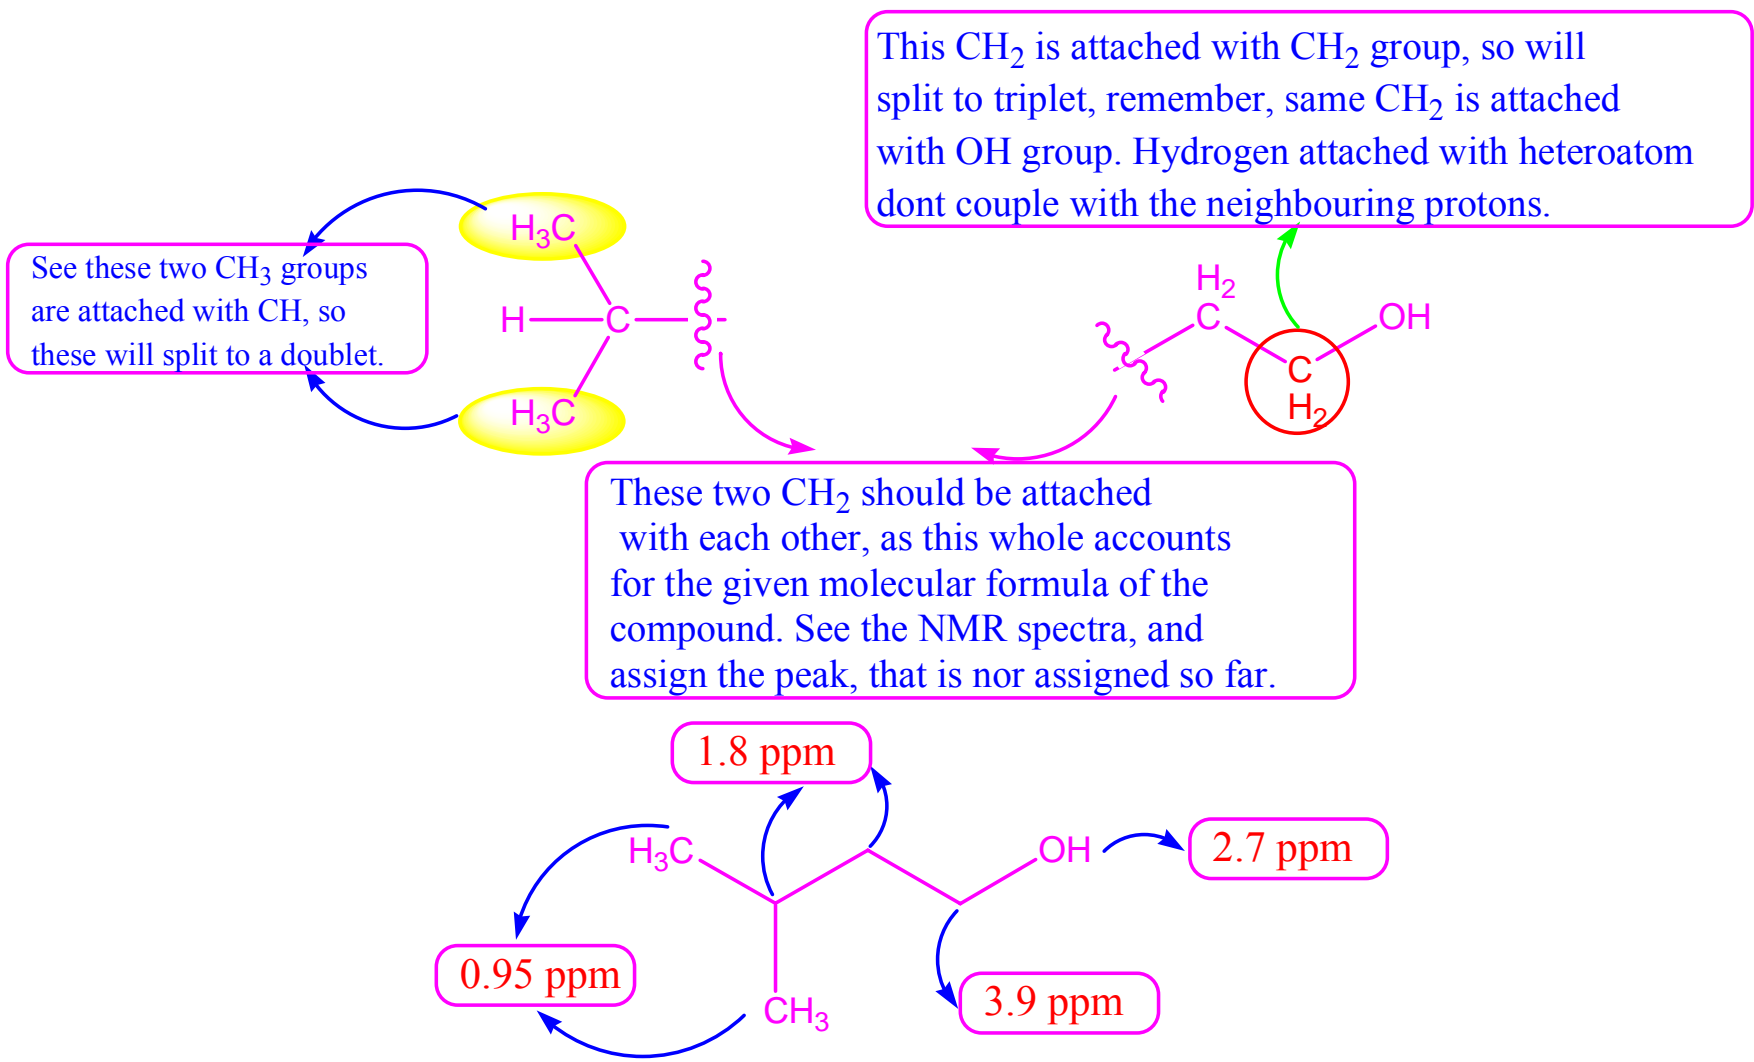 This CH₂ is attached with CH₂ group, so will
split to triplet, remember, same CH₂ is attached
with OH group. Hydrogen attached with heteroatom
dont couple with the neighbouring protons.
See these two CH₃ groups
are attached with CH, so
these will split to a doublet.
H₃C
H C
H₃C
H₂
C OH
C
H₂
These two CH₂ should be attached
with each other, as this whole accounts
for the given molecular formula of the
compound. See the NMR spectra, and
assign the peak, that is nor assigned so far.
1.8 ppm
H₃C OH 2.7 ppm
0.95 ppm
CH₃
3.9 ppm